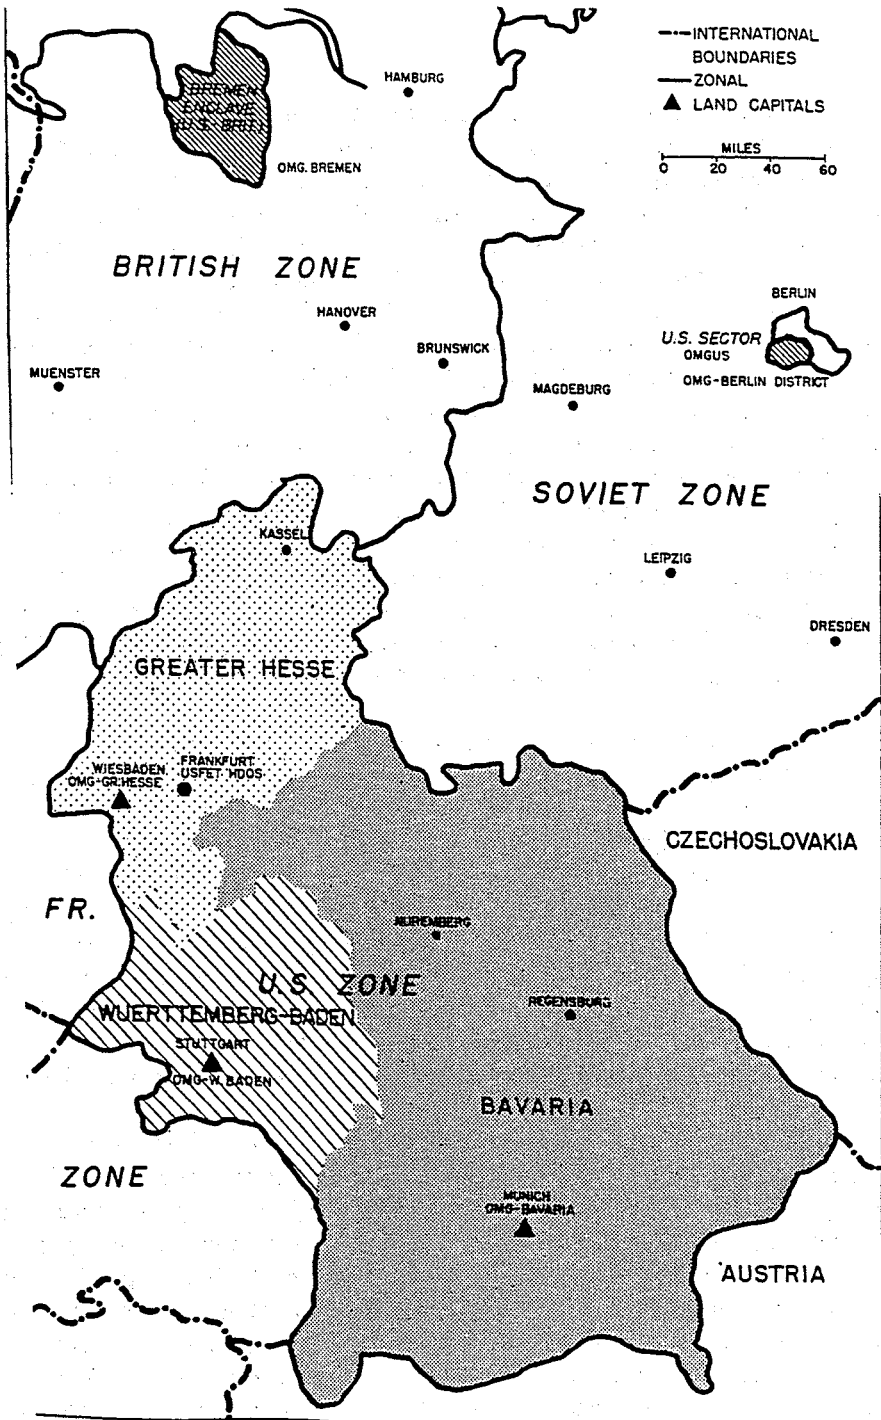 INTERNATIONAL
BOUNDARIES
ZONAL
LAND CAPITALS
MILES
0 20 40 60
HAMBURG
BREMEN
ENCLAVE
(U.S. BRIT.)
OMG. BREMEN
BRITISH ZONE
HANOVER
BRUNSWICK
MUENSTER
BERLIN
U.S. SECTOR
OMGUS
OMG-BERLIN DISTRICT
MAGDEBURG
SOVIET ZONE
LEIPZIG
DRESDEN
KASSEL
GREATER HESSE
WIESBADEN
OMG-GR.HESSE
FRANKFURT
USFET HDQS.
CZECHOSLOVAKIA
FR.
NUREMBERG
U.S. ZONE
REGENSBURG
WUERTTEMBERG-BADEN
STUTTGART
OMG-W. BADEN
BAVARIA
ZONE
MUNICH
OMG-BAVARIA
AUSTRIA